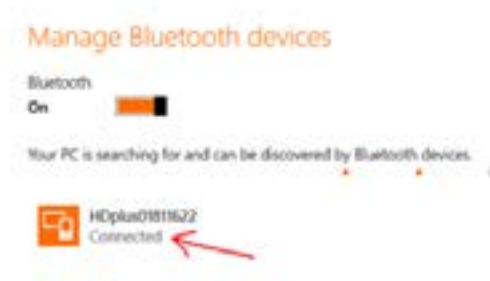 Manage Bluetooth devices
Bluetooth
On
Your PC is searching for and can be discovered by Bluetooth devices.
HDplus01811622
Connected